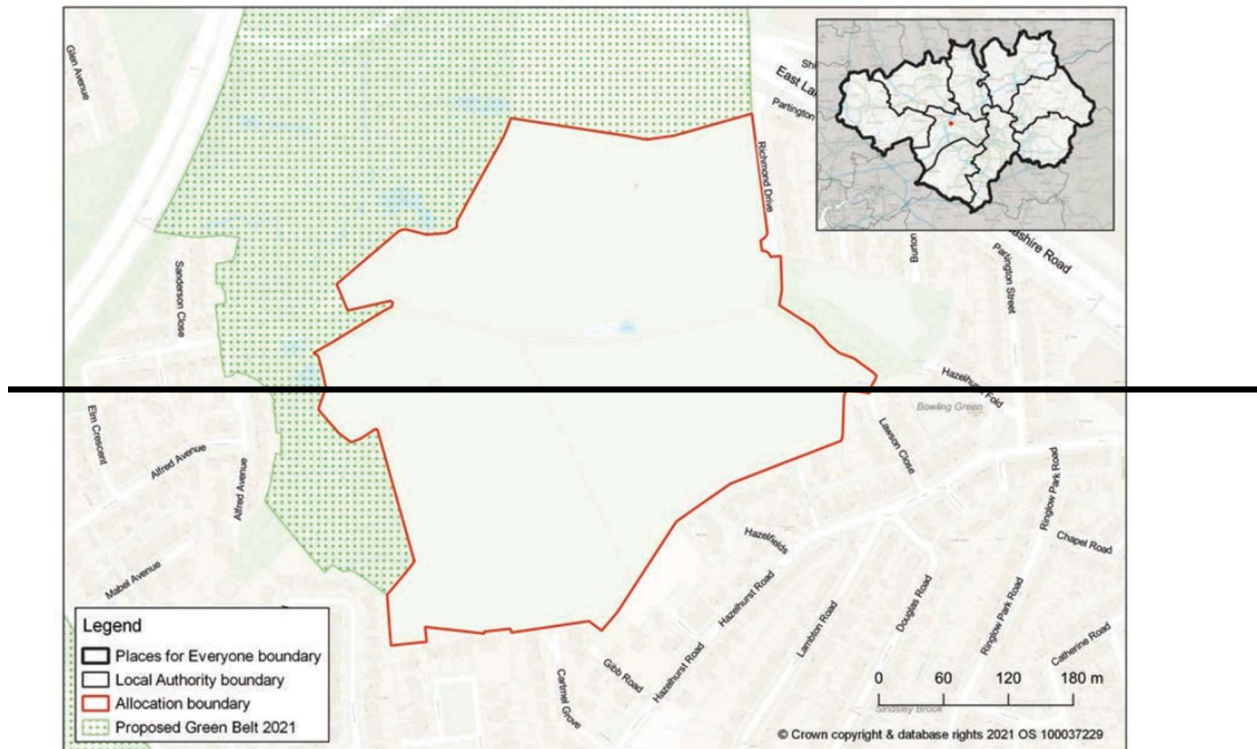 Glen Avenue
East La
Partington
Richmond Drive
Sanderson Close
ashire Road
Partington Street
Elm Crescent
Alfred Avenue
Alfred Avenue
Mabel Avenue
Hazelhurst Fold
Bowling Green
Lawson Close
Ringlow Park Road
Chapel Road
Hazelfields
Hazelhurst Road
Hazelhurst Road
Lambton Road
Douglas Road
Ringlow Park Road
Catherine Road
Gibb Road
Cartmel Grove
Legend
Places for Everyone boundary
Local Authority boundary
Allocation boundary
Proposed Green Belt 2021
0 60 120 180 m
Sindsley Brook
© Crown copyright & database rights 2021 OS 100037229